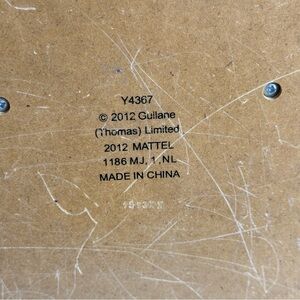 Y4367
© 2012 Gullane
(Thomas) Limited
2012 MATTEL
1186 MJ, 1, NL
MADE IN CHINA